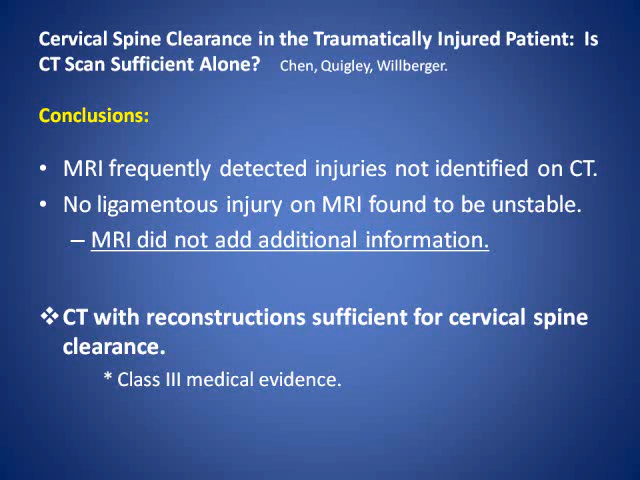 Cervical Spine Clearance in the Traumatically Injured Patient:  Is
CT Scan Sufficient Alone?   Chen, Quigley, Willberger.
Conclusions:
• MRI frequently detected injuries not identified on CT.
• No ligamentous injury on MRI found to be unstable.
– MRI did not add additional information.
❖ CT with reconstructions sufficient for cervical spine
clearance.
* Class III medical evidence.